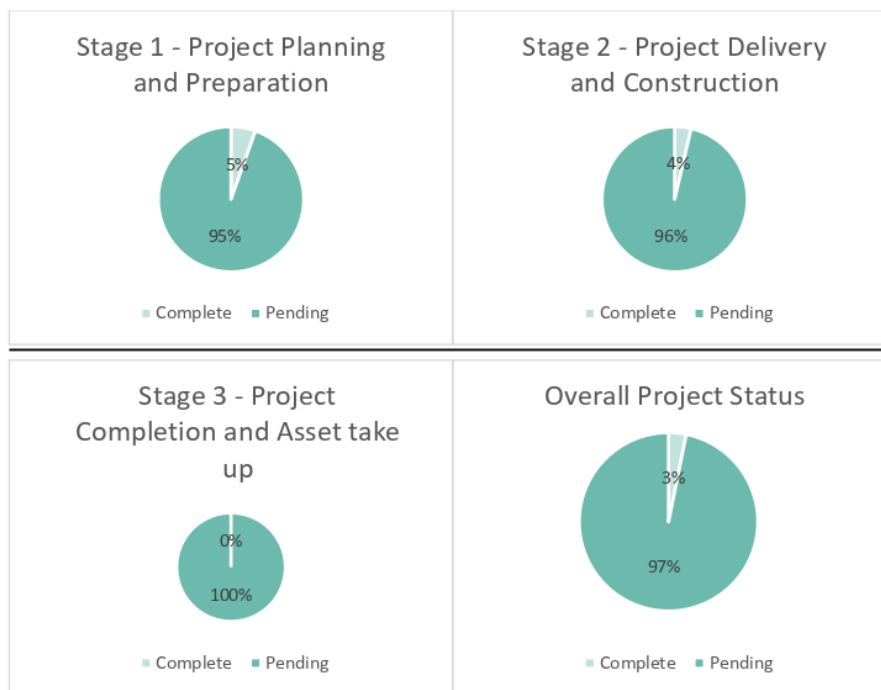 Stage 1 - Project Planning
and Preparation
5%
95%
Complete Pending
Stage 2 - Project Delivery
and Construction
4%
96%
Complete Pending
Stage 3 - Project
Completion and Asset take
up
0%
100%
Complete Pending
Overall Project Status
3%
97%
Complete Pending